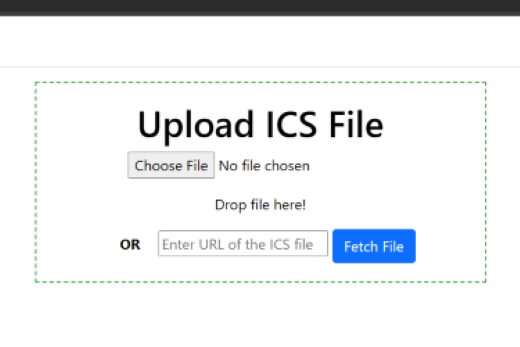 Upload ICS File
Choose File No file chosen
Drop file here!
OR Enter URL of the ICS file Fetch File